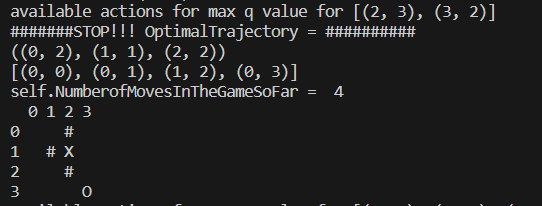 available actions for max q value for [(2, 3), (3, 2)]
#######STOP!!! OptimalTrajectory = ##########
((0, 2), (1, 1), (2, 2))
[(0, 0), (0, 1), (1, 2), (0, 3)]
self.NumberofMovesInTheGameSoFar =  4
  0 1 2 3
0     #
1   # X
2     #
3       O